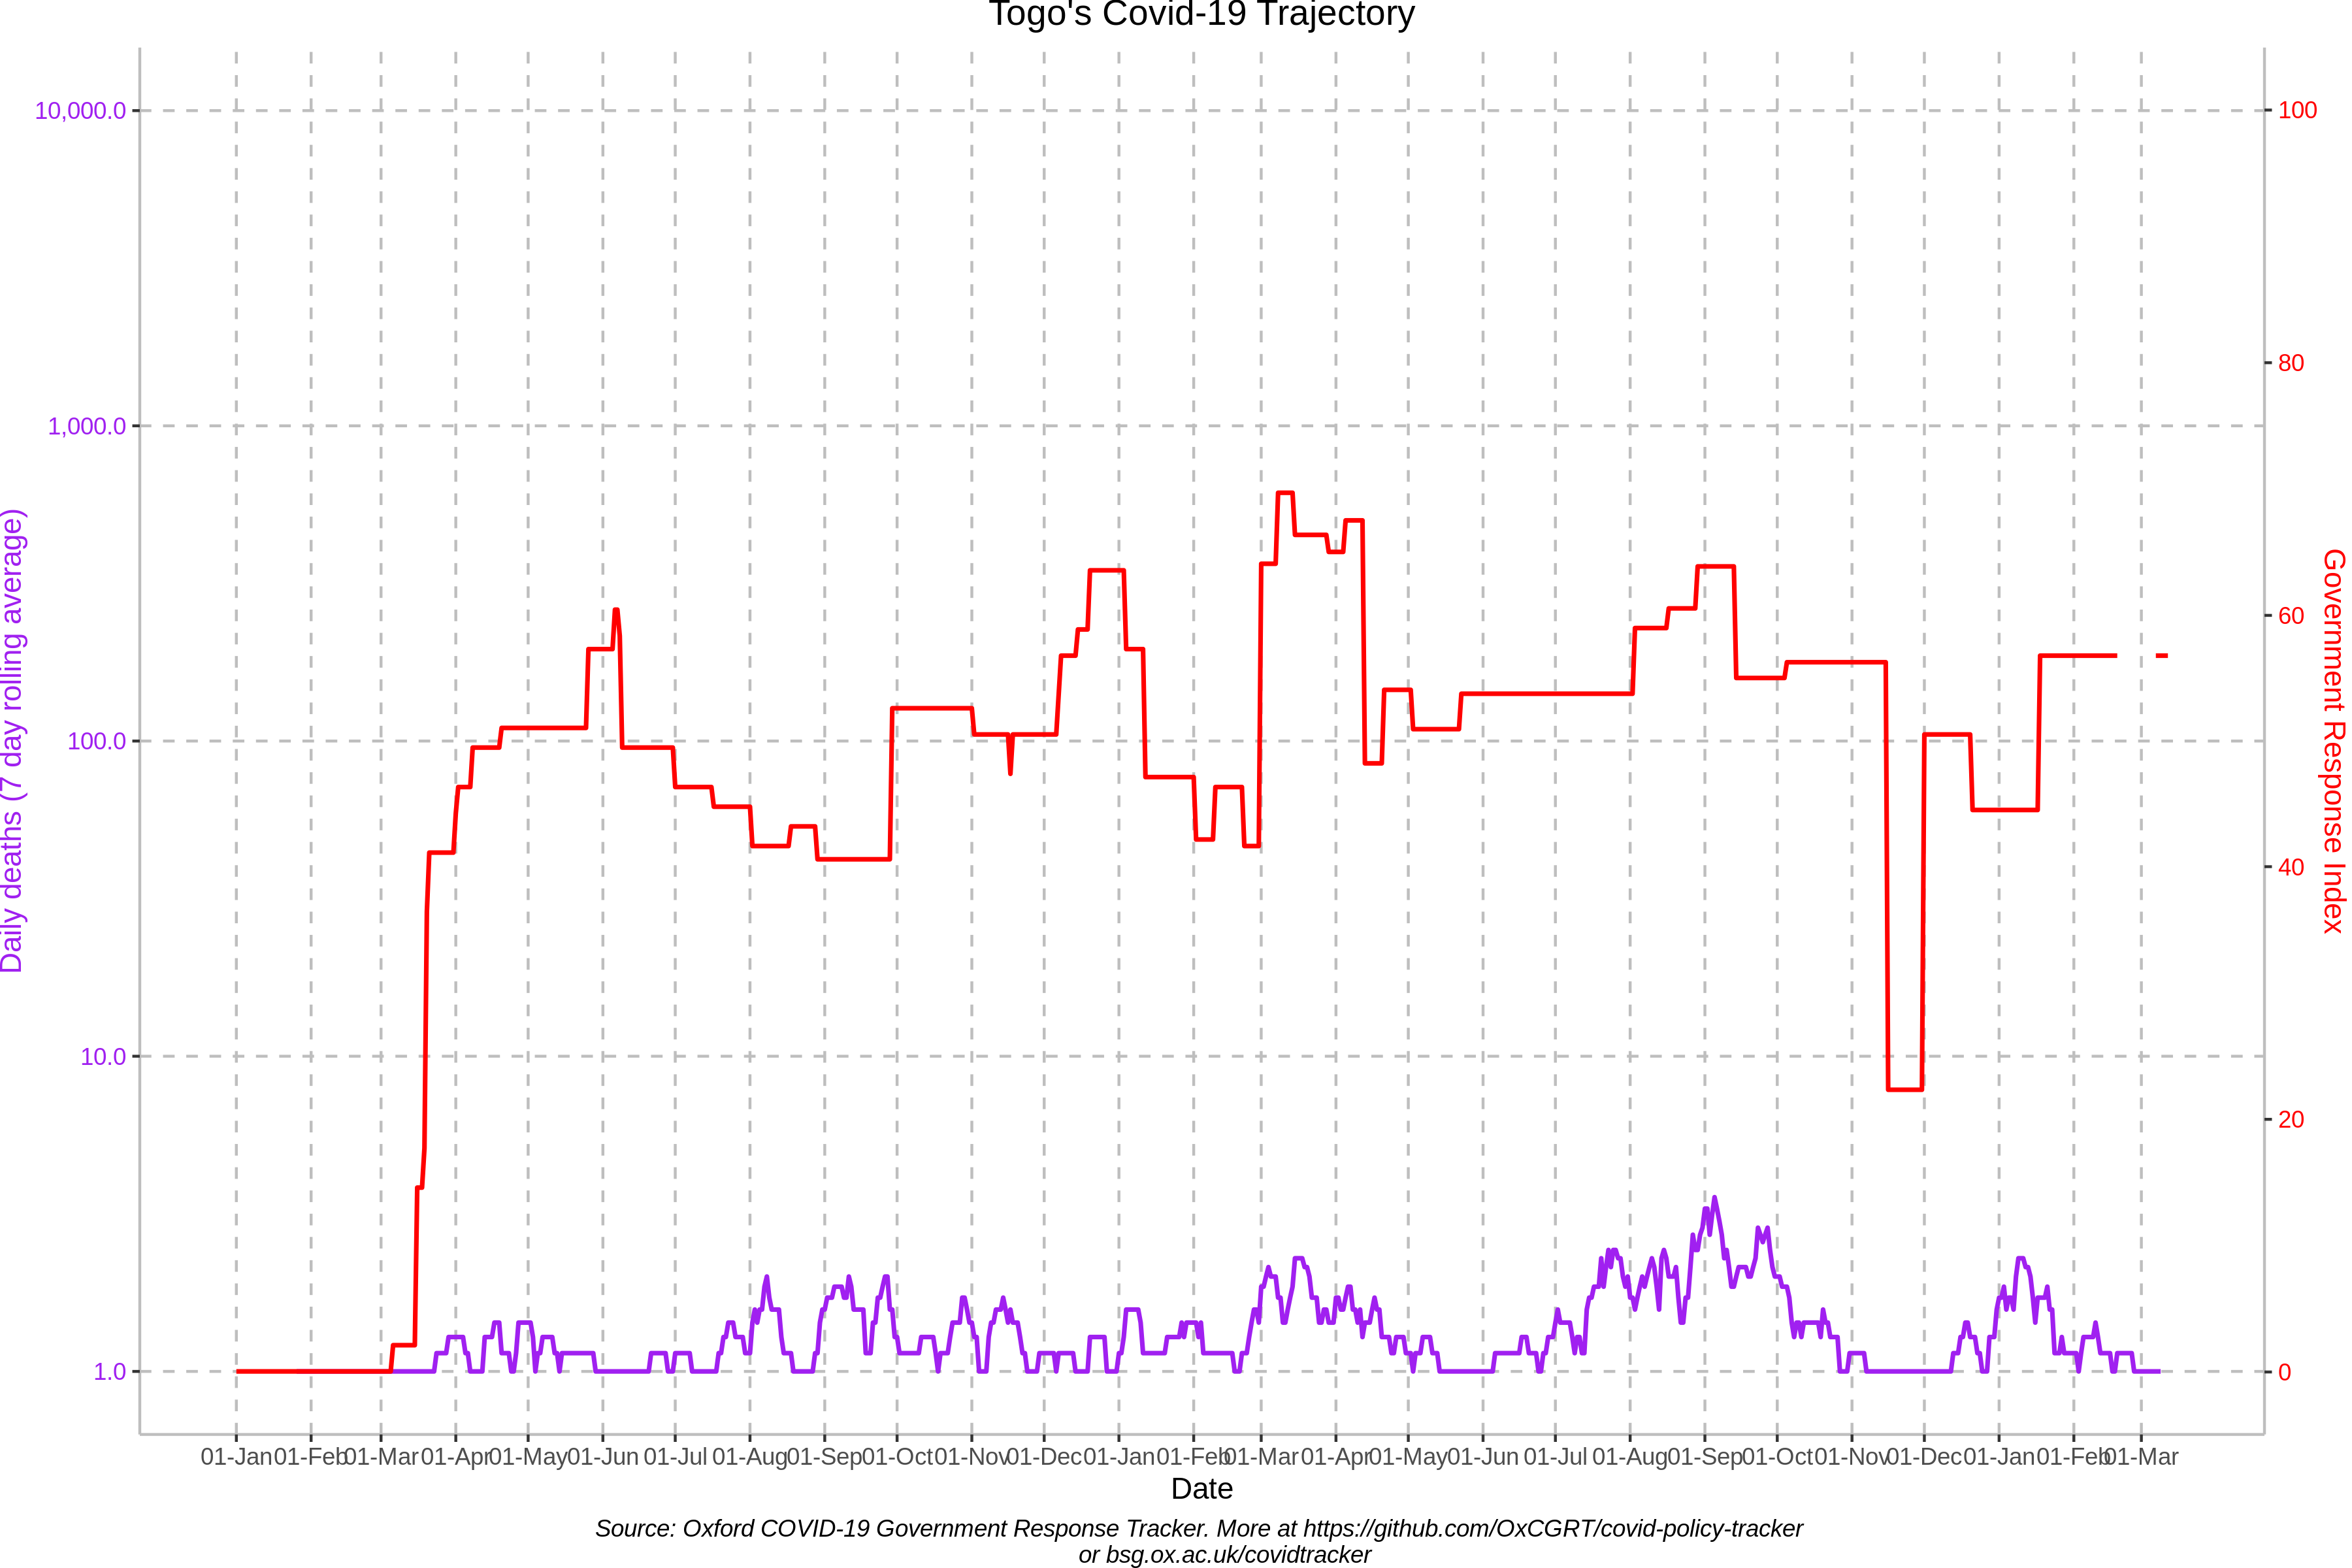 Togo's Covid-19 Trajectory
10,000.0
1,000.0
100.0
10.0
1.0
Daily deaths (7 day rolling average)
100
80
60
40
20
0
Government Response Index
01-Jan 01-Feb 01-Mar 01-Apr 01-May 01-Jun 01-Jul 01-Aug 01-Sep 01-Oct 01-Nov 01-Dec 01-Jan 01-Feb 01-Mar 01-Apr 01-May 01-Jun 01-Jul 01-Aug 01-Sep 01-Oct 01-Nov 01-Dec 01-Jan 01-Feb 01-Mar
Date
Source: Oxford COVID-19 Government Response Tracker. More at https://github.com/OxCGRT/covid-policy-tracker
or bsg.ox.ac.uk/covidtracker